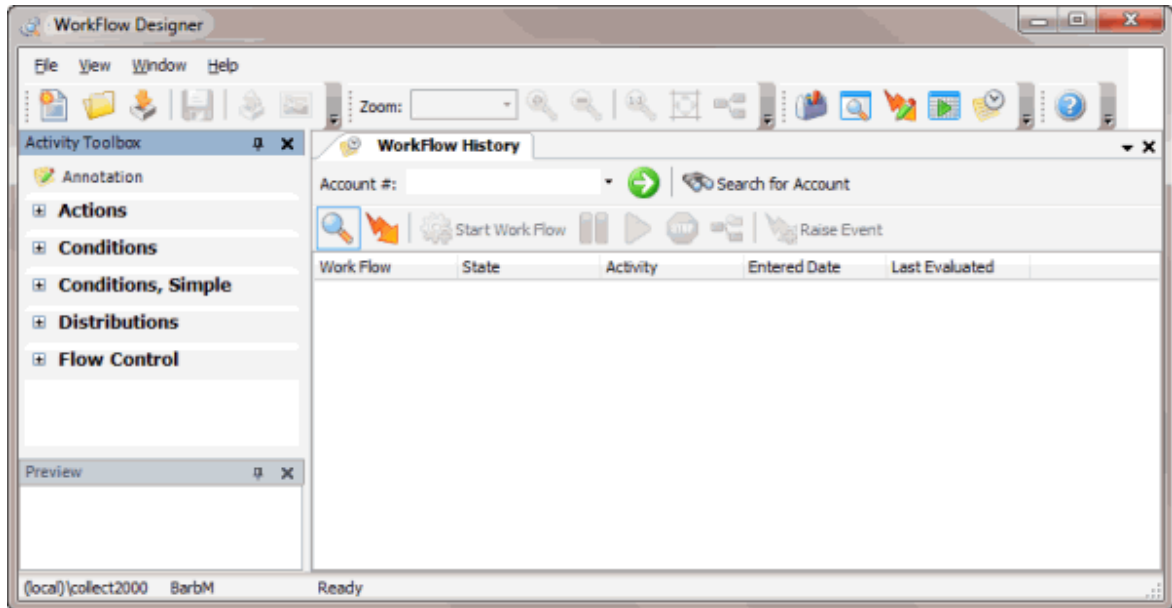 WorkFlow Designer
File View Window Help
Zoom:
Activity Toolbox
WorkFlow History
Annotation
Account #:
Search for Account
Actions
Start Work Flow
Raise Event
Conditions
Work Flow State Activity Entered Date Last Evaluated
Conditions, Simple
Distributions
Flow Control
Preview
(local)\collect2000 BarbM Ready